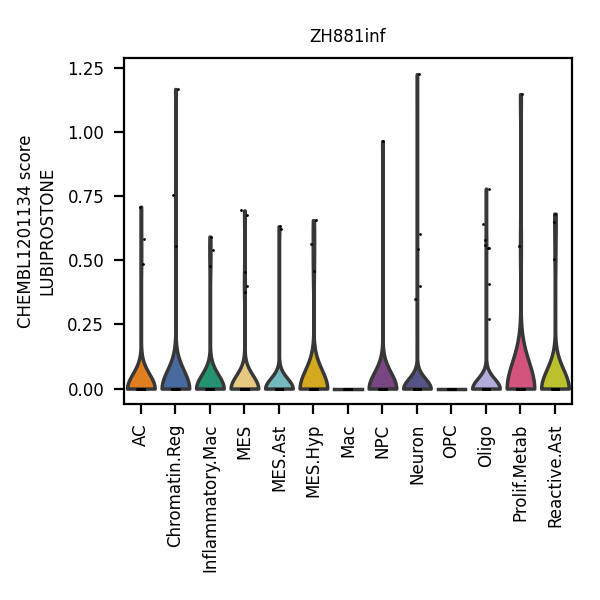 ZH881inf
CHEMBL1201134 score
LUBIPROSTONE
1.25
1.00
0.75
0.50
0.25
0.00
AC
Chromatin.Reg
Inflammatory.Mac
MES
MES.Ast
MES.Hyp
Mac
NPC
Neuron
OPC
Oligo
Prolif.Metab
Reactive.Ast